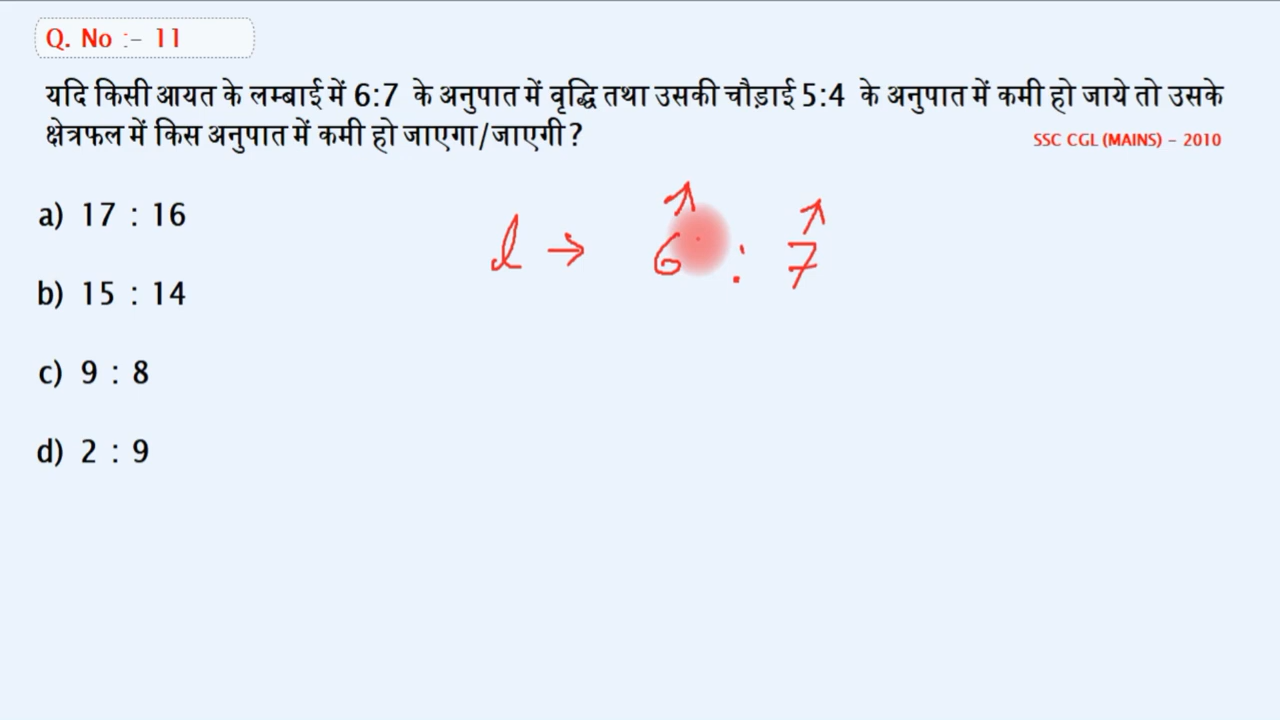 Q. No :- 11
यदि किसी आयत के लम्बाई में 6:7 के अनुपात में वृद्धि तथा उसकी चौड़ाई 5:4 के अनुपात में कमी हो जाये तो उसके
क्षेत्रफल में किस अनुपात में कमी हो जाएगा/जाएगी?
SSC CGL (MAINS) - 2010
a) 17 : 16
b) 15 : 14
c) 9 : 8
d) 2 : 9
l → 6 : 7